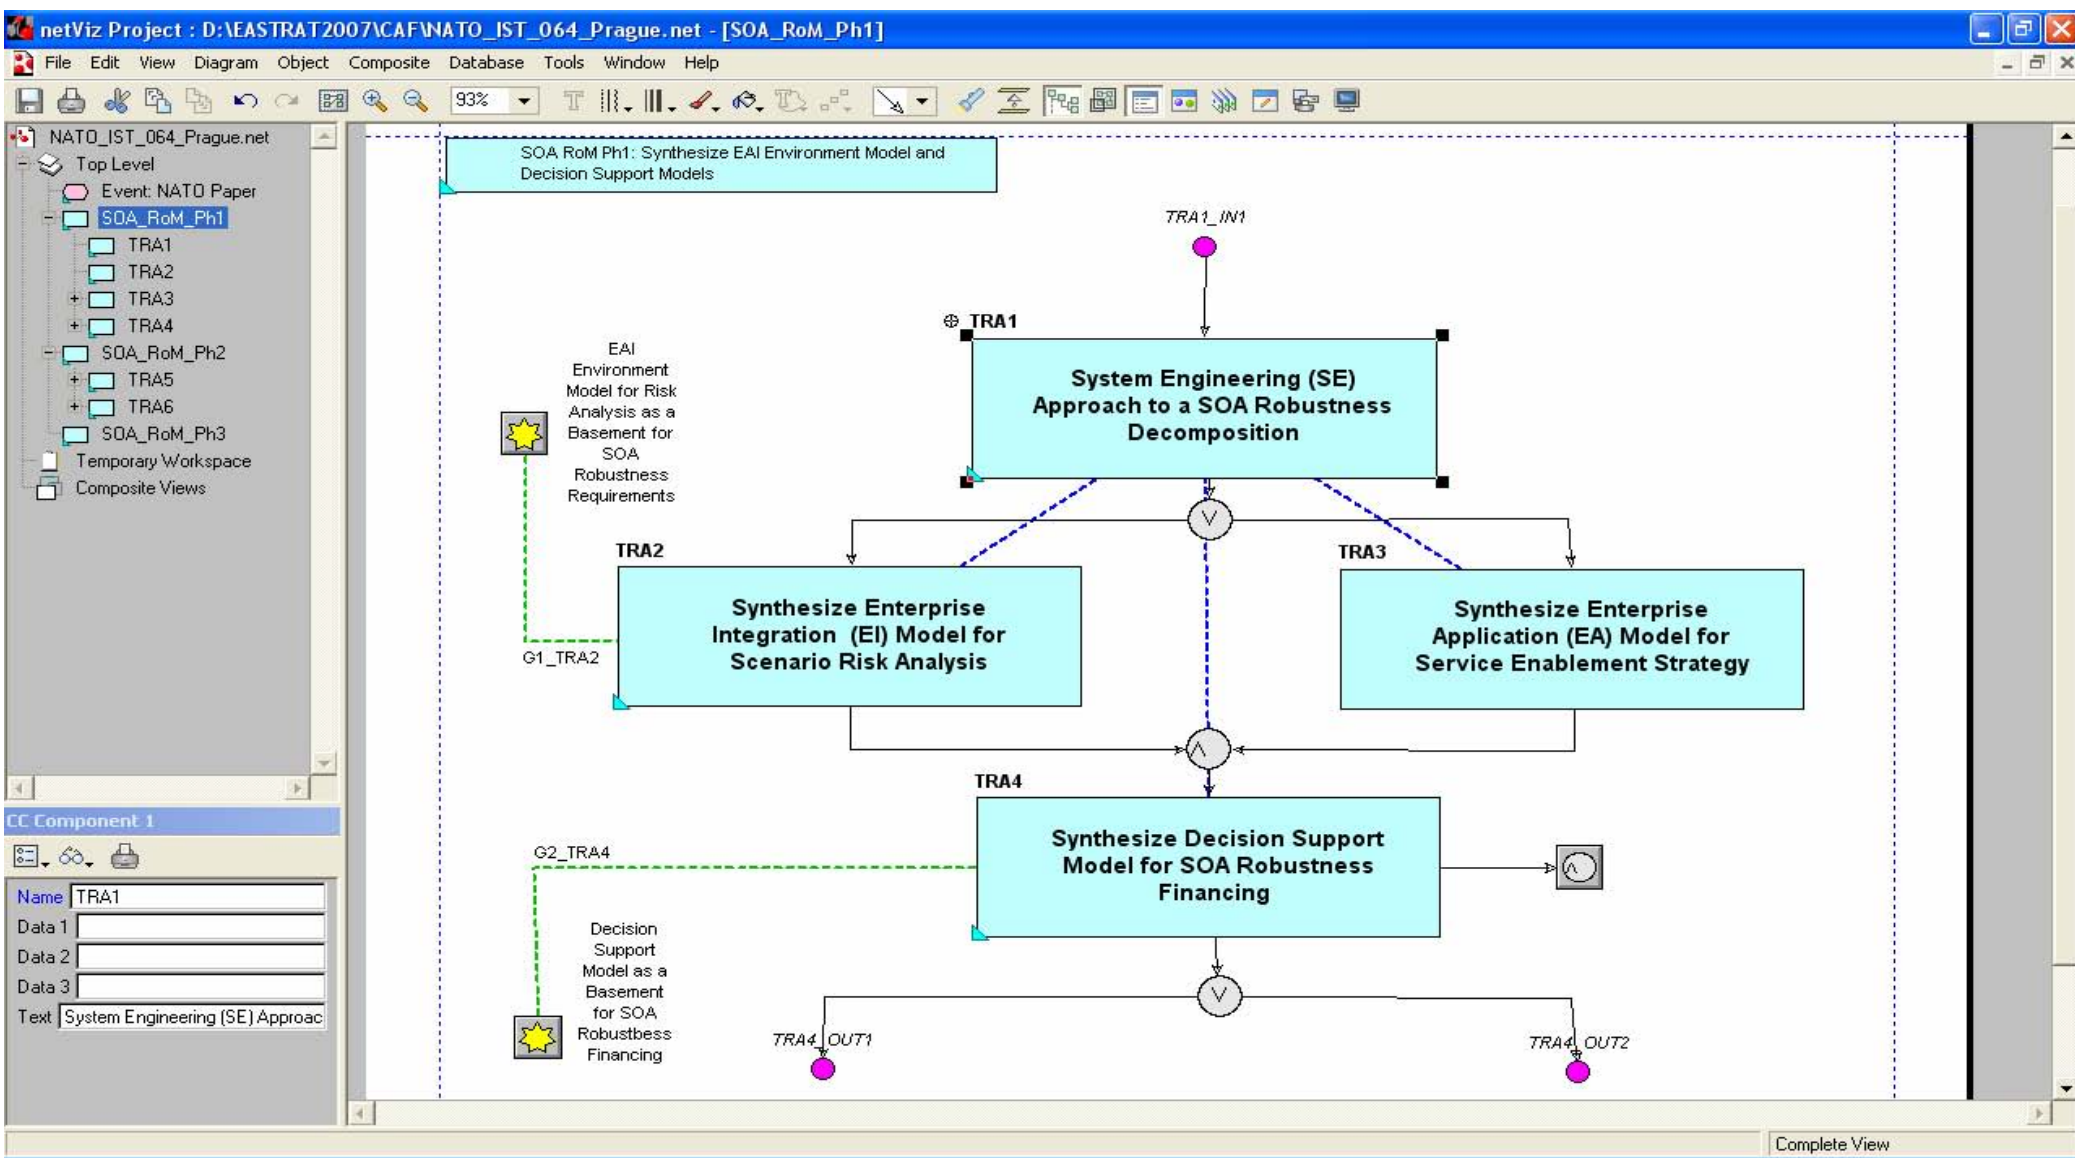 netViz Project : D:\EASTRAT2007\CAF\NATO_IST_064_Prague.net - [SOA_RoM_Ph1]
File Edit View Diagram Object Composite Database Tools Window Help
93%
NATO_IST_064_Prague.net
Top Level
Event: NATO Paper
SOA_RoM_Ph1
TRA1
TRA2
TRA3
TRA4
SOA_RoM_Ph2
TRA5
TRA6
SOA_RoM_Ph3
Temporary Workspace
Composite Views
CC Component 1
Name TRA1
Data 1
Data 2
Data 3
Text System Engineering (SE) Approac
SOA RoM Ph1: Synthesize EAI Environment Model and
Decision Support Models
TRA1_IN1
TRA1
System Engineering (SE)
Approach to a SOA Robustness
Decomposition
EAI
Environment
Model for Risk
Analysis as a
Basement for
SOA
Robustness
Requirements
G1_TRA2
TRA2
Synthesize Enterprise
Integration (EI) Model for
Scenario Risk Analysis
TRA3
Synthesize Enterprise
Application (EA) Model for
Service Enablement Strategy
TRA4
Synthesize Decision Support
Model for SOA Robustness
Financing
G2_TRA4
Decision
Support
Model as a
Basement
for SOA
Robustbess
Financing
TRA4_OUT1
TRA4_OUT2
Complete View